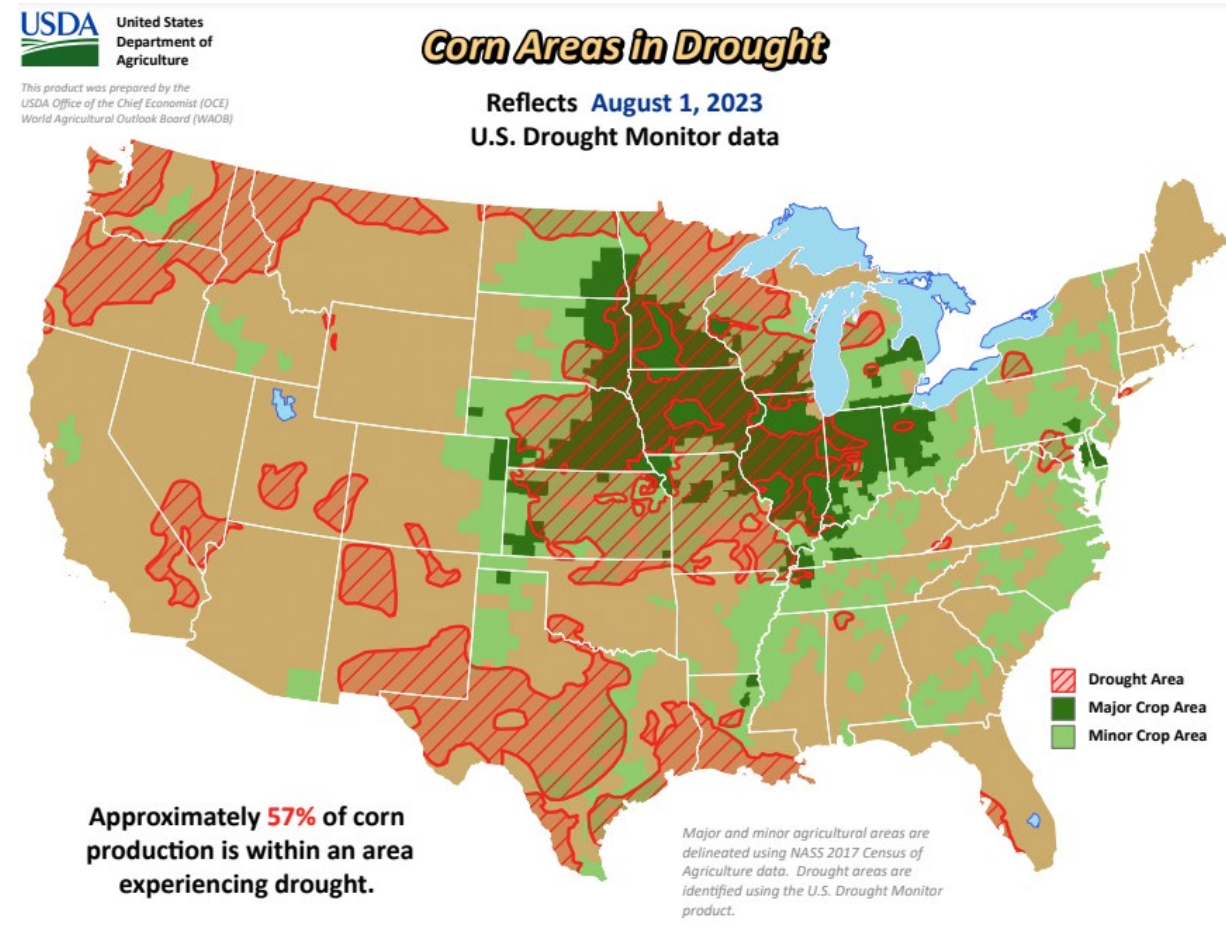 USDA
United States
Department of
Agriculture
This product was prepared by the
USDA Office of the Chief Economist (OCE)
World Agricultural Outlook Board (WAOB)
Corn Areas in Drought
Reflects August 1, 2023
U.S. Drought Monitor data
Drought Area
Major Crop Area
Minor Crop Area
Approximately 57% of corn
production is within an area
experiencing drought.
Major and minor agricultural areas are
delineated using NASS 2017 Census of
Agriculture data. Drought areas are
identified using the U.S. Drought Monitor
product.